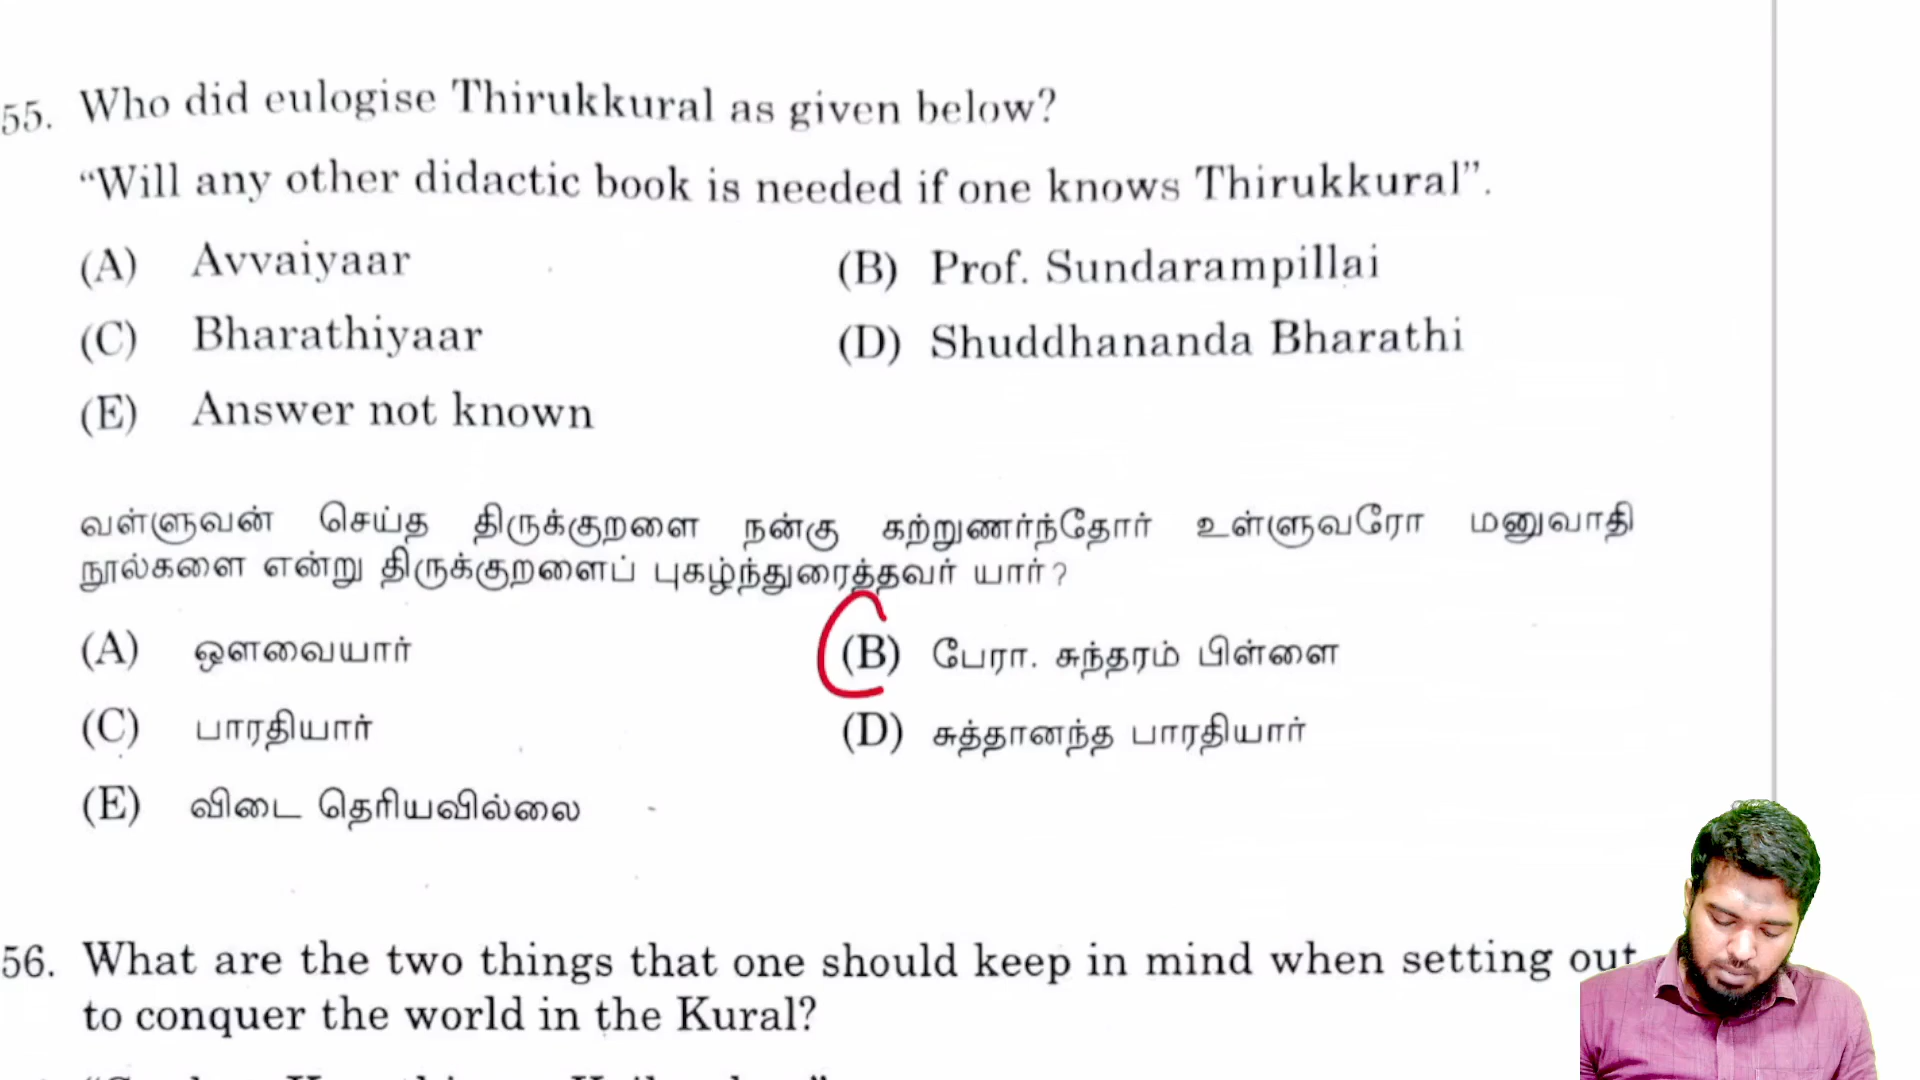 55. Who did eulogise Thirukkural as given below?
“Will any other didactic book is needed if one knows Thirukkural”.
(A) Avvaiyaar (B) Prof. Sundarampillai
(C) Bharathiyaar (D) Shuddhananda Bharathi
(E) Answer not known
வள்ளுவன் செய்த திருக்குறளை நன்கு கற்றுணர்ந்தோர் உள்ளுவரோ மனுவாதி
நூல்களை என்று திருக்குறளைப் புகழ்ந்துரைத்தவர் யார்?
(A) ஔவையார் (B) பேரா. சுந்தரம் பிள்ளை
(C) பாரதியார் (D) சுத்தானந்த பாரதியார்
(E) விடை தெரியவில்லை
56. What are the two things that one should keep in mind when setting out
to conquer the world in the Kural?